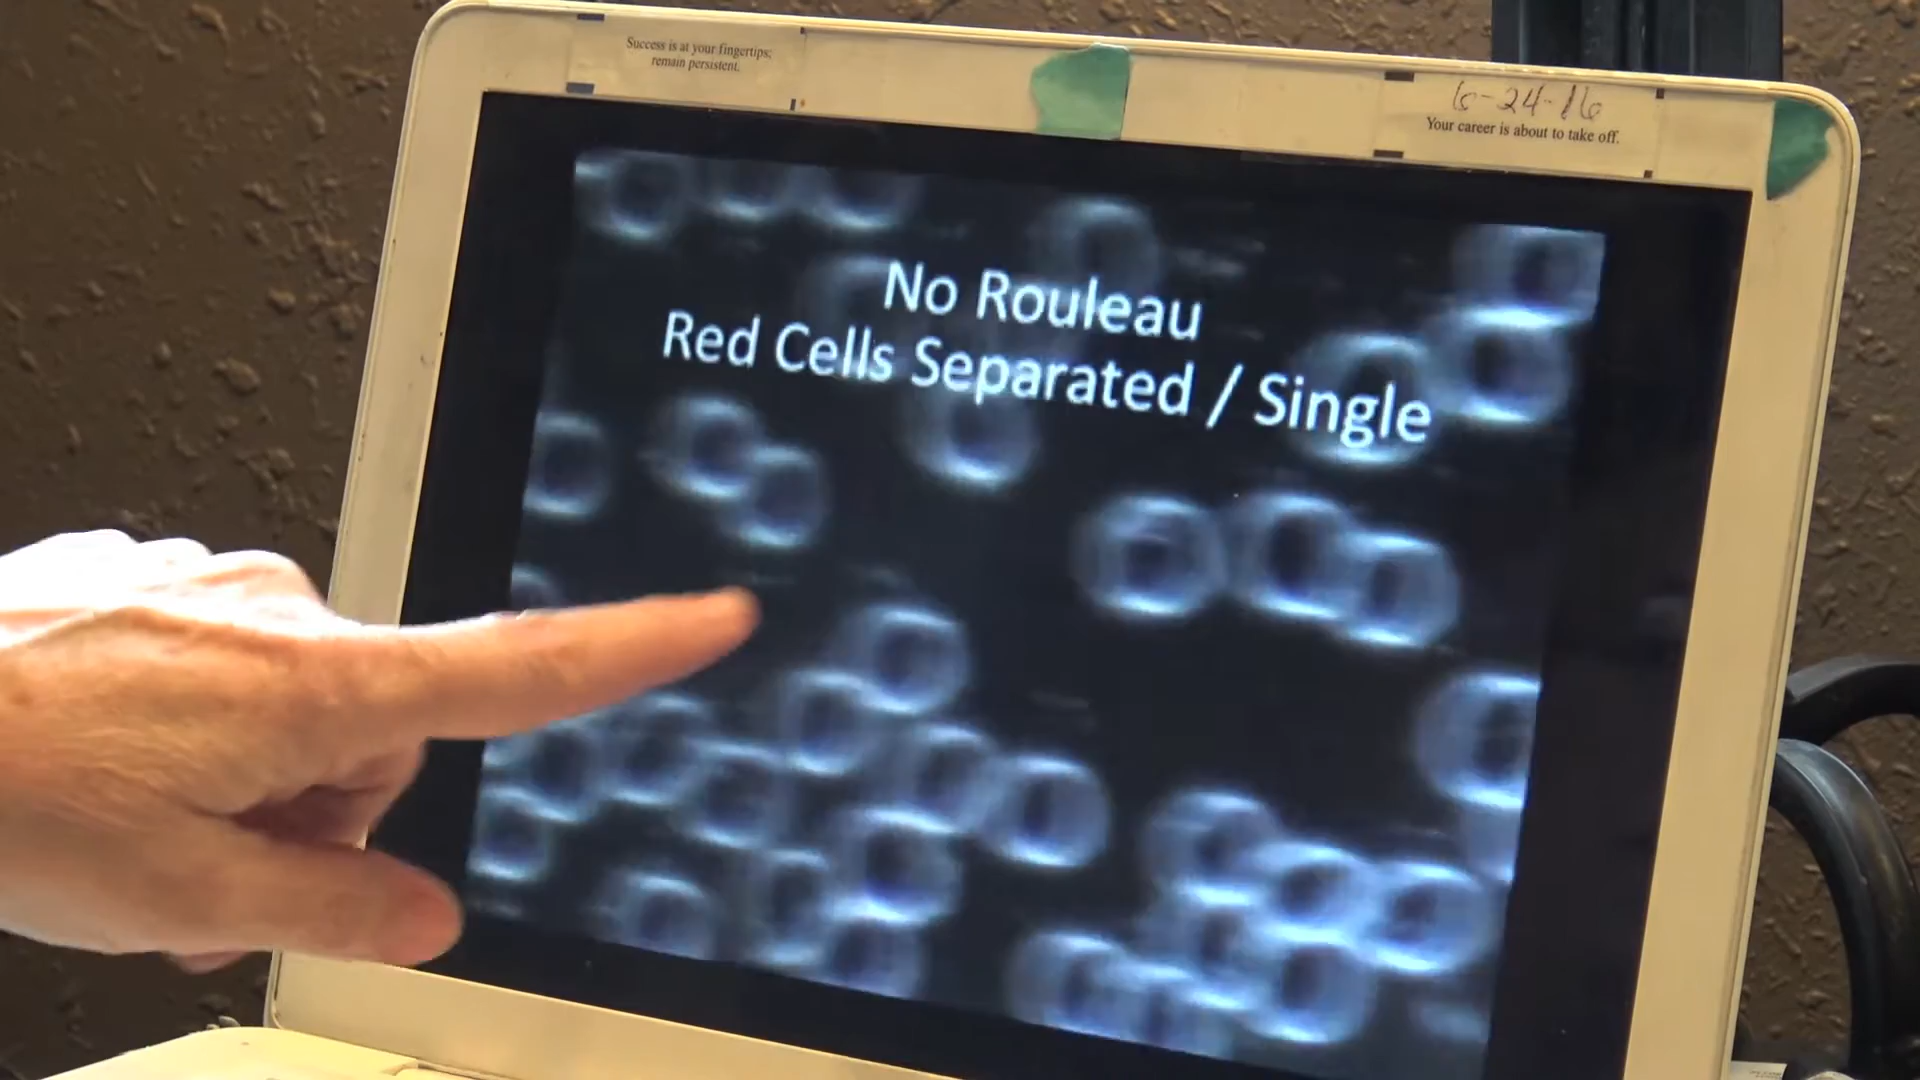 Success is at your fingertips;
remain persistent.
6-24-16
Your career is about to take off.
No Rouleau
Red Cells Separated / Single